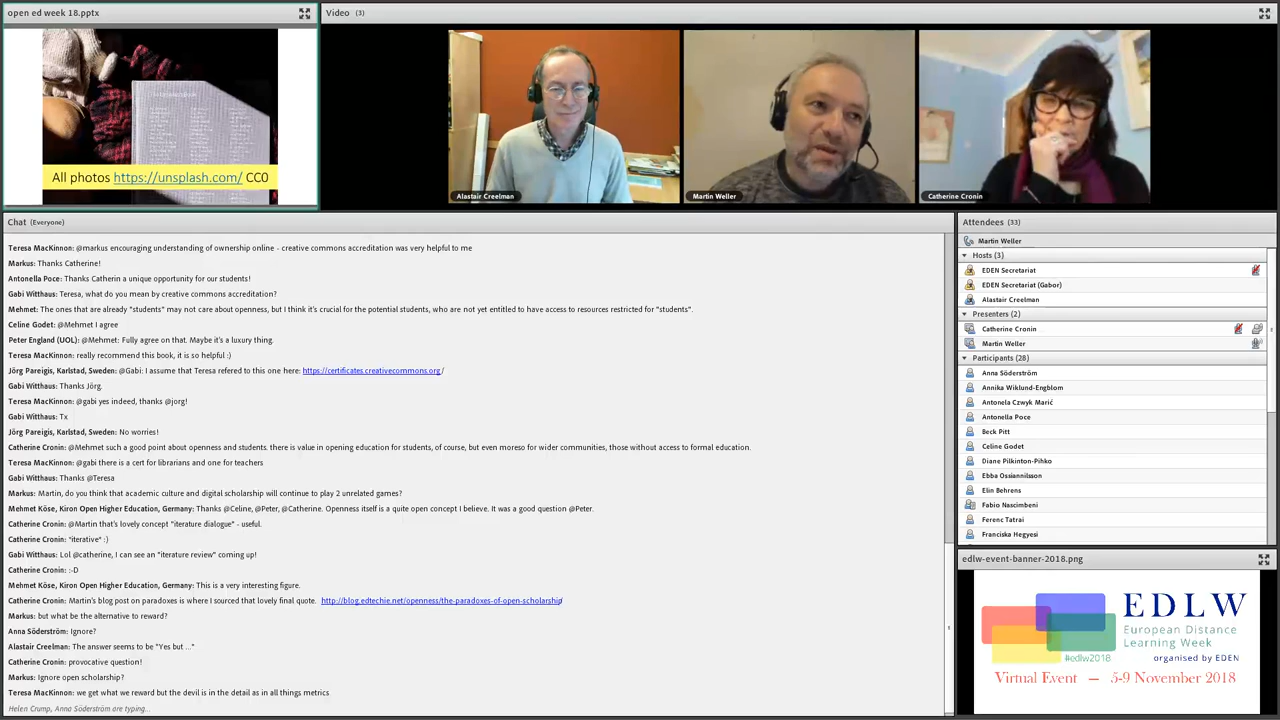 open ed week 18.pptx
All photos https://unsplash.com/ CC0
Video (3)
Alastair Creelman
Martin Weller
Catherine Cronin
Chat (Everyone)
Teresa MacKinnon: @markus encouraging understanding of ownership online - creative commons accreditation was very helpful to me
Markus: Thanks Catherine!
Antonella Poce: Thanks Catherin a unique opportunity for our students!
Gabi Witthaus: Teresa, what do you mean by creative commons accreditation?
Mehmet: The ones that are already "students" may not care about openness, but I think it's crucial for the potential students, who are not yet entitled to have access to resources restricted for "students".
Celine Godet: @Mehmet I agree
Peter England (UOL): @Mehmet: Fully agree on that. Maybe it's a luxury thing.
Teresa MacKinnon: really recommend this book, it is so helpful :)
Jörg Pareigis, Karlstad, Sweden: @Gabi: I assume that Teresa refered to this one here: https://certificates.creativecommons.org/
Gabi Witthaus: Thanks Jörg.
Teresa MacKinnon: @gabi yes indeed, thanks @jorg!
Gabi Witthaus: Tx
Jörg Pareigis, Karlstad, Sweden: No worries!
Catherine Cronin: @Mehmet such a good point about openness and students: there is value in opening education for students, of course, but even moreso for wider communities, those without access to formal education.
Teresa MacKinnon: @gabi there is a cert for librarians and one for teachers
Gabi Witthaus: Thanks @Teresa
Markus: Martin, do you think that academic culture and digital scholarship will continue to play 2 unrelated games?
Mehmet Köse, Kiron Open Higher Education, Germany: Thanks @Celine, @Peter, @Catherine. Openness itself is a quite open concept I believe. It was a good question @Peter.
Catherine Cronin: @Martin that's lovely concept "iterature dialogue" - useful.
Catherine Cronin: *iterative* :)
Gabi Witthaus: Lol @catherine, I can see an "iterature review" coming up!
Catherine Cronin: :-D
Mehmet Köse, Kiron Open Higher Education, Germany: This is a very interesting figure.
Catherine Cronin: Martin's blog post on paradoxes is where I sourced that lovely final quote. http://blog.edtechie.net/openness/the-paradoxes-of-open-scholarship/
Markus: but what be the alternative to reward?
Anna Söderström: Ignore?
Alastair Creelman: The answer seems to be "Yes but ..."
Catherine Cronin: provocative question!
Markus: Ignore open scholarship?
Teresa MacKinnon: we get what we reward but the devil is in the detail as in all things metrics
Helen Crump, Anna Söderström are typing...
Attendees (33)
Martin Weller
Hosts (3)
EDEN Secretariat
EDEN Secretariat (Gabor)
Alastair Creelman
Presenters (2)
Catherine Cronin
Martin Weller
Participants (28)
Anna Söderström
Annika Wiklund-Engblom
Antonela Czwyk Marić
Antonella Poce
Beck Pitt
Celine Godet
Diane Pilkinton-Pihko
Ebba Ossiannilsson
Elin Behrens
Fabio Nascimbeni
Ferenc Tatrai
Franciska Hegyesi
edlw-event-banner-2018.png
EDLW
European Distance
Learning Week
#edlw2018
organised by EDEN
Virtual Event — 5-9 November 2018